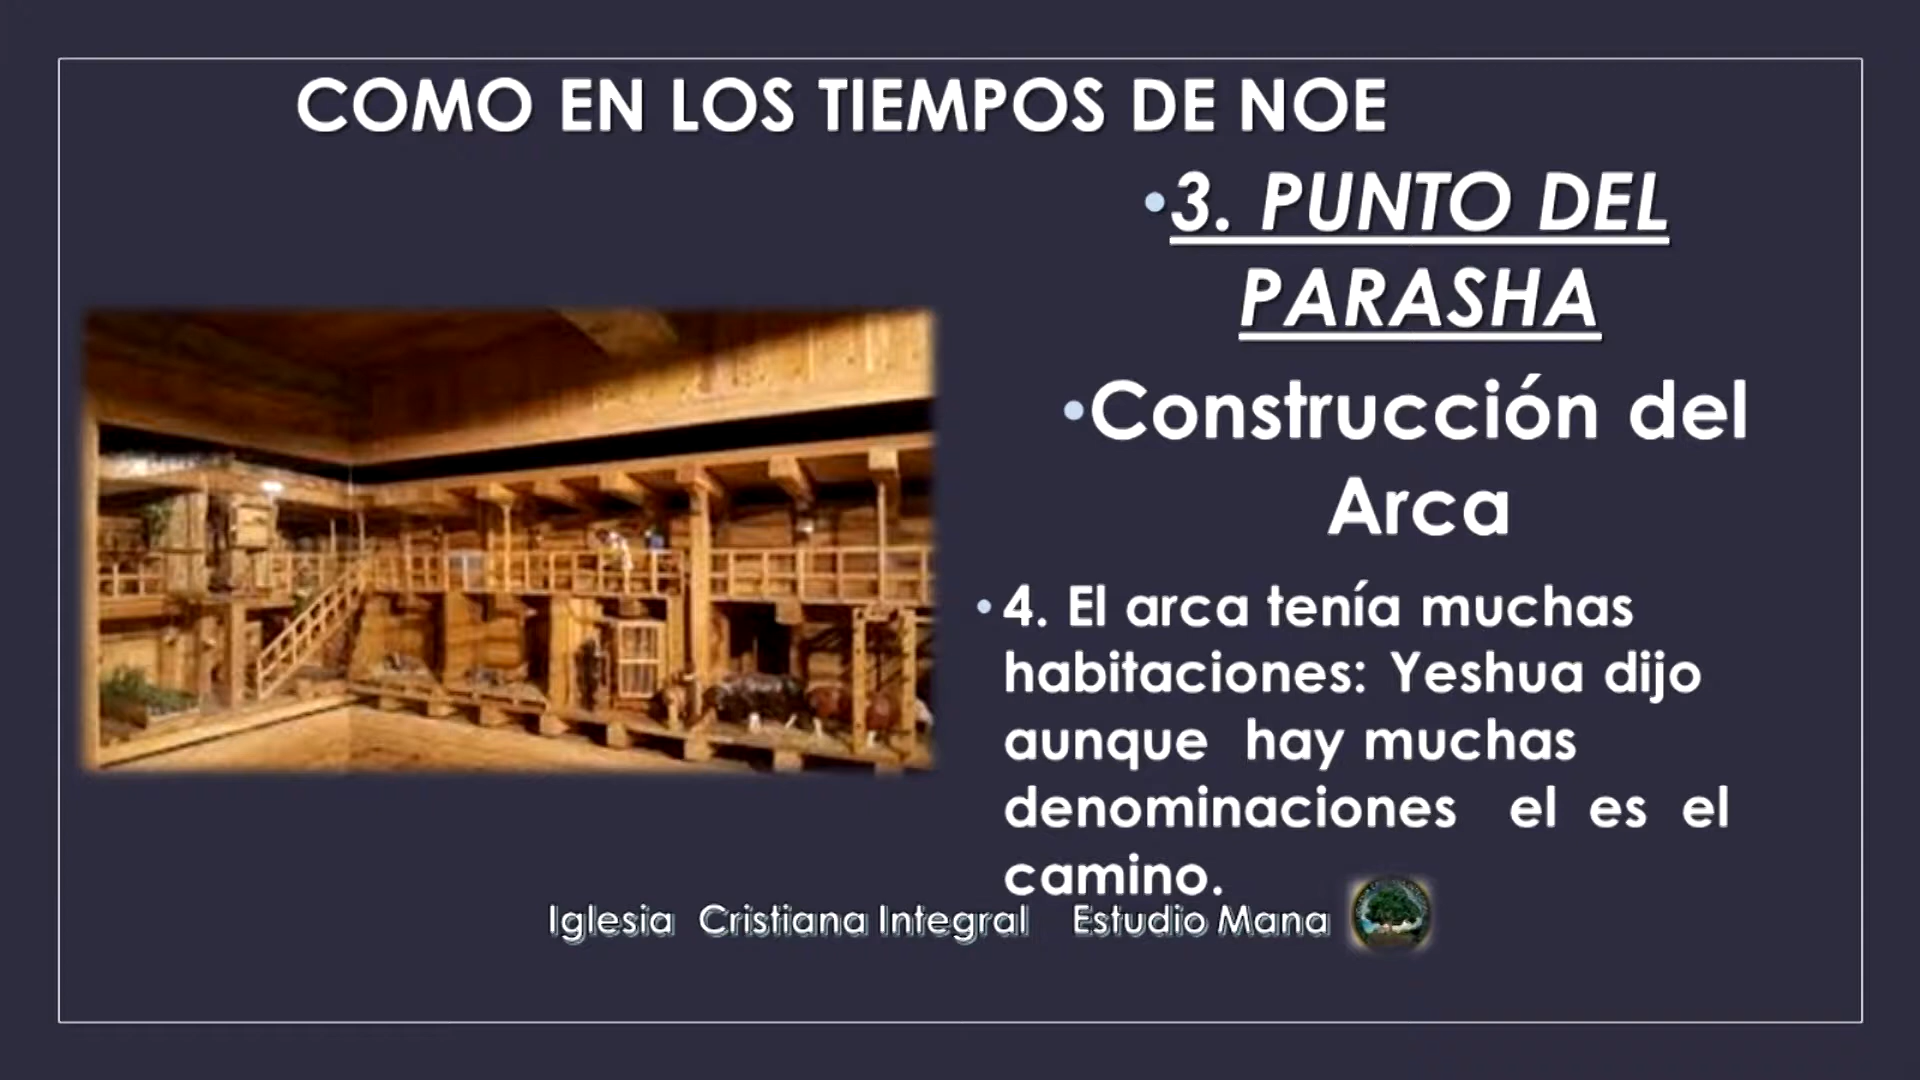 COMO EN LOS TIEMPOS DE NOE
•3. PUNTO DEL
PARASHA
•Construcción del
Arca
• 4. El arca tenía muchas
habitaciones: Yeshua dijo
aunque hay muchas
denominaciones el es el
camino.
Iglesia Cristiana Integral Estudio Mana